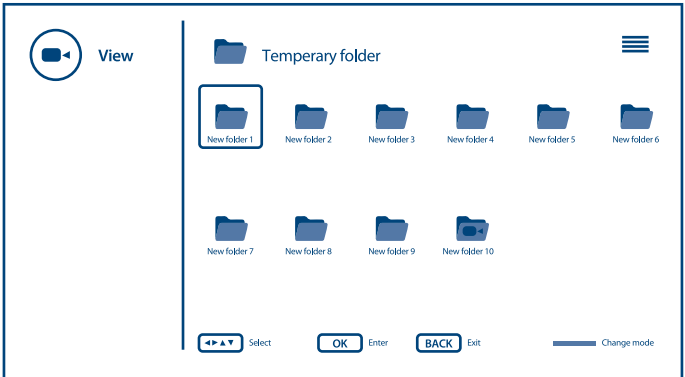 View
Temperary folder
New folder 1
New folder 2
New folder 3
New folder 4
New folder 5
New folder 6
New folder 7
New folder 8
New folder 9
New folder 10
Select
OK Enter
BACK Exit
Change mode